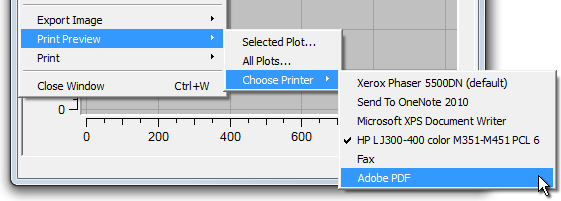 Export Image
Print Preview
Print
Close Window Ctrl+W
Selected Plot...
All Plots...
Choose Printer
Xerox Phaser 5500DN (default)
Send To OneNote 2010
Microsoft XPS Document Writer
HP LJ300-400 color M351-M451 PCL 6
Fax
Adobe PDF
0
0 200 400 600